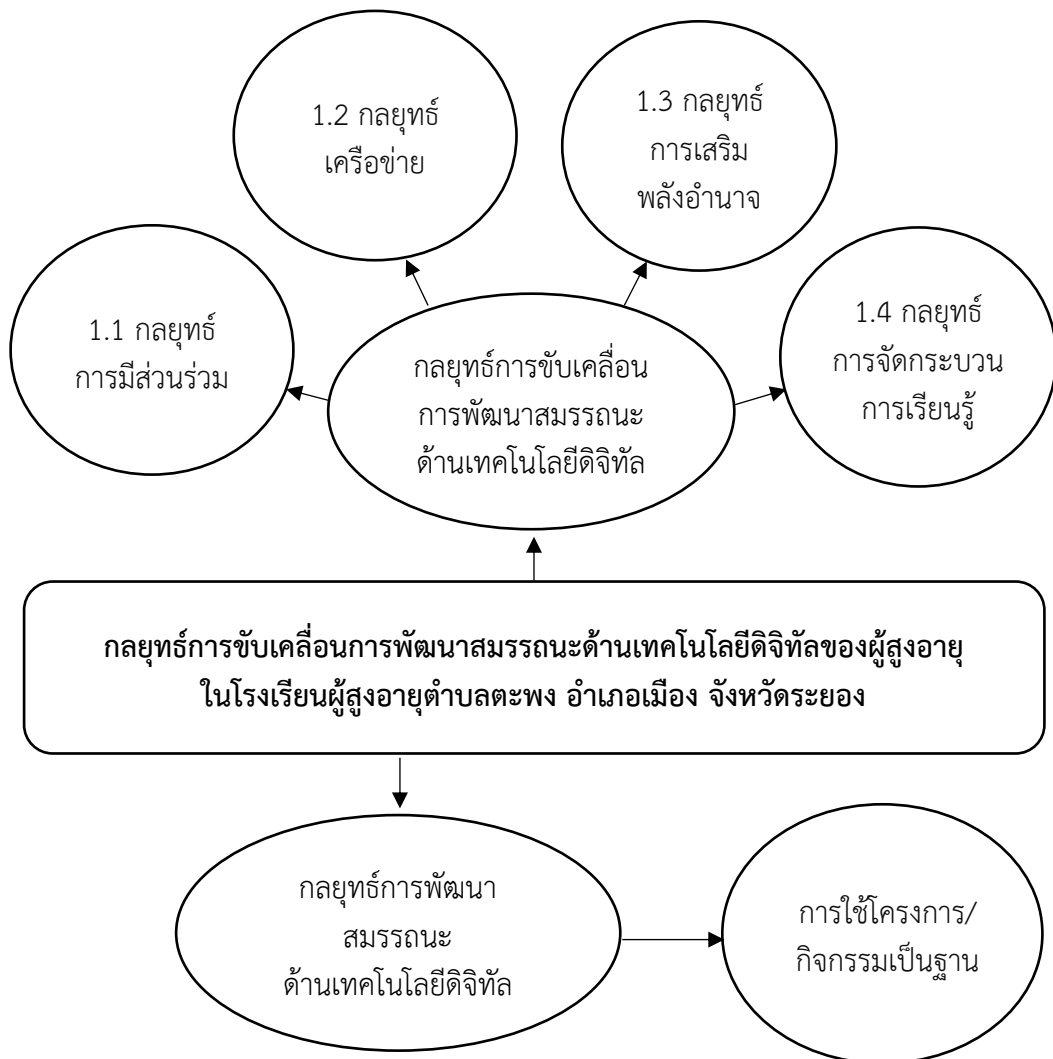 1.2 กลยุทธ์
เครือข่าย
1.3 กลยุทธ์
การเสริม
พลังอำนาจ
1.1 กลยุทธ์
การมีส่วนร่วม
กลยุทธ์การขับเคลื่อน
การพัฒนาสมรรถนะ
ด้านเทคโนโลยีดิจิทัล
1.4 กลยุทธ์
การจัดกระบวน
การเรียนรู้
กลยุทธ์การขับเคลื่อนการพัฒนาสมรรถนะด้านเทคโนโลยีดิจิทัลของผู้สูงอายุ
ในโรงเรียนผู้สูงอายุตำบลตะพง อำเภอเมือง จังหวัดระยอง
กลยุทธ์การพัฒนา
สมรรถนะ
ด้านเทคโนโลยีดิจิทัล
การใช้โครงการ/
กิจกรรมเป็นฐาน